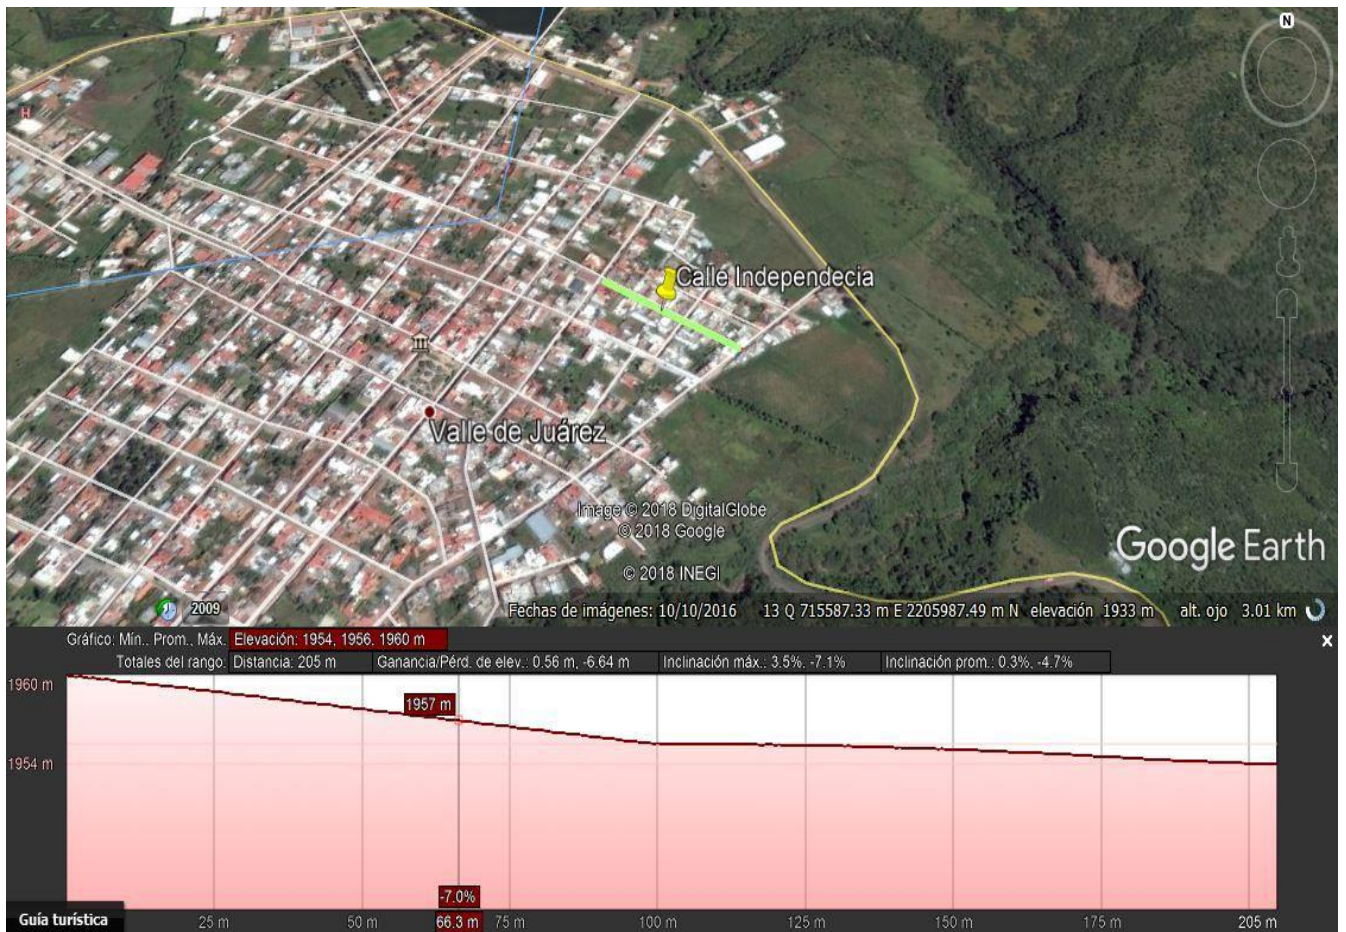 N
H
Calle Independecia
Valle de Juárez
Image © 2018 DigitalGlobe
© 2018 Google
© 2018 INEGI
Google Earth
2009
Fechas de imágenes: 10/10/2016 13 Q 715587.33 m E 2205987.49 m N elevación 1933 m alt. ojo 3.01 km
Gráfico: Mín., Prom., Máx. Elevación: 1954, 1956, 1960 m
x
Totales del rango: Distancia: 205 m Ganancia/Pérd. de elev.: 0.56 m, -6.64 m Inclinación máx.: 3.5%, -7.1% Inclinación prom.: 0.3%, -4.7%
1960 m
1957 m
1954 m
-7.0%
Guía turística
25 m 50 m 66.3 m 75 m 100 m 125 m 150 m 175 m 205 m